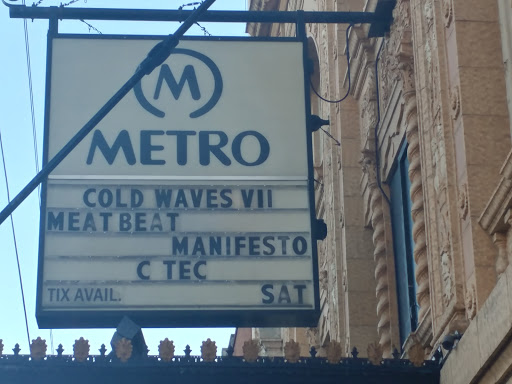 M
METRO
COLD WAVES VII
MEAT BEAT
MANIFESTO
C TEC
TIX AVAIL. SAT